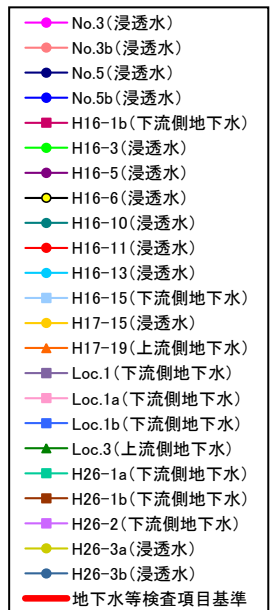 No.3(浸透水)
No.3b(浸透水)
No.5(浸透水)
No.5b(浸透水)
H16-1b(下流側地下水)
H16-3(浸透水)
H16-5(浸透水)
H16-6(浸透水)
H16-10(浸透水)
H16-11(浸透水)
H16-13(浸透水)
H16-15(下流側地下水)
H17-15(浸透水)
H17-19(上流側地下水)
Loc.1(下流側地下水)
Loc.1a(下流側地下水)
Loc.1b(下流側地下水)
Loc.3(上流側地下水)
H26-1a(下流側地下水)
H26-1b(下流側地下水)
H26-2(下流側地下水)
H26-3a(浸透水)
H26-3b(浸透水)
地下水等検査項目基準